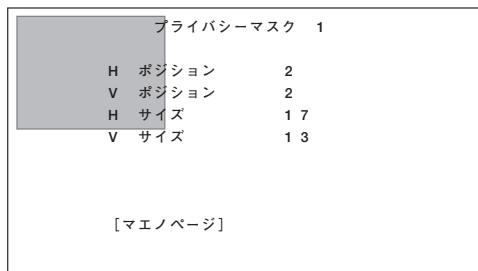 プライバシーマスク 1
H ポジション 2
V ポジション 2
H サイズ 17
V サイズ 13
[マエノページ]